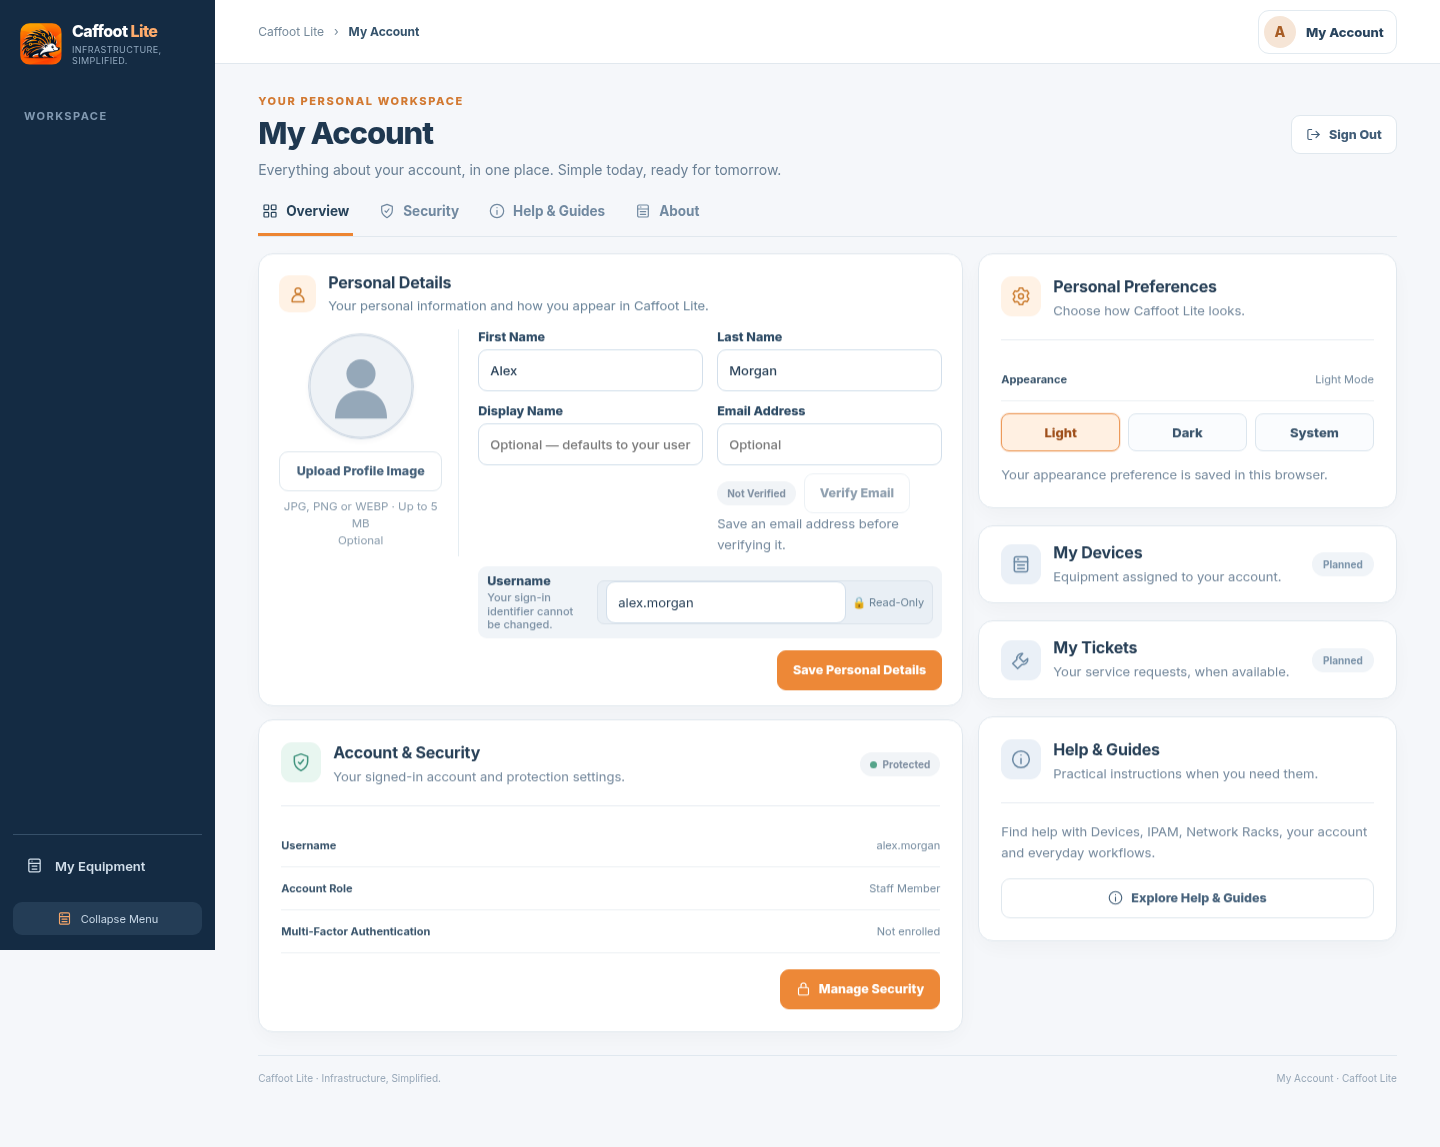 Caffoot Lite
INFRASTRUCTURE,
SIMPLIFIED.
WORKSPACE
My Equipment
Collapse Menu
Caffoot Lite › My Account
A My Account
YOUR PERSONAL WORKSPACE
My Account
Everything about your account, in one place. Simple today, ready for tomorrow.
Sign Out
Overview Security Help & Guides About
Personal Details
Your personal information and how you appear in Caffoot Lite.
Upload Profile Image
JPG, PNG or WEBP · Up to 5
MB
Optional
First Name Last Name
Alex Morgan
Display Name Email Address
Optional — defaults to your user Optional
Not Verified Verify Email
Save an email address before
verifying it.
Username
Your sign-in
identifier cannot
be changed.
alex.morgan 🔒 Read-Only
Save Personal Details
Account & Security
Your signed-in account and protection settings.
Protected
Username alex.morgan
Account Role Staff Member
Multi-Factor Authentication Not enrolled
Manage Security
Personal Preferences
Choose how Caffoot Lite looks.
Appearance Light Mode
Light Dark System
Your appearance preference is saved in this browser.
My Devices
Equipment assigned to your account.
Planned
My Tickets
Your service requests, when available.
Planned
Help & Guides
Practical instructions when you need them.
Find help with Devices, IPAM, Network Racks, your account
and everyday workflows.
Explore Help & Guides
Caffoot Lite · Infrastructure, Simplified. My Account · Caffoot Lite